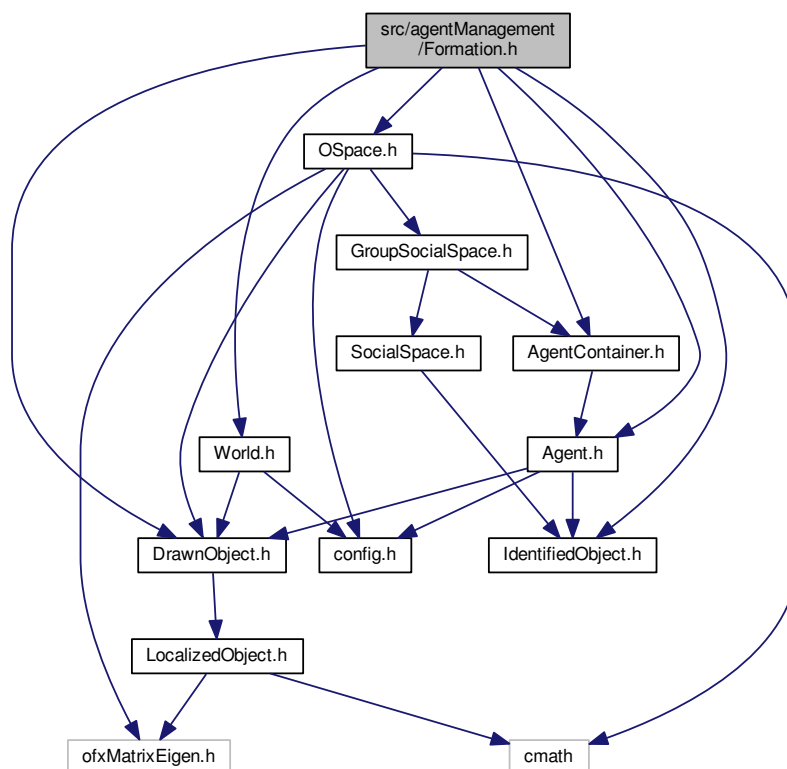 src/agentManagement
/Formation.h
OSpace.h
GroupSocialSpace.h
SocialSpace.h
AgentContainer.h
World.h
Agent.h
DrawnObject.h
config.h
IdentifiedObject.h
LocalizedObject.h
ofxMatrixEigen.h
cmath